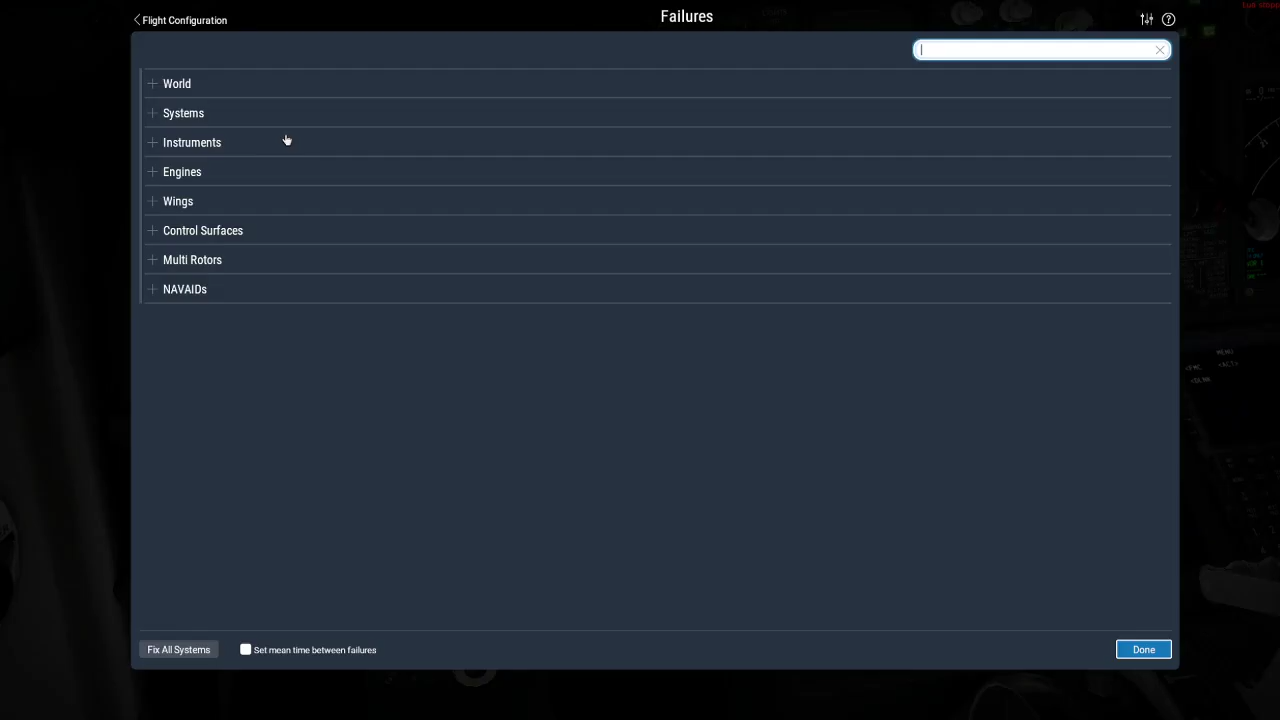 Flight Configuration
Failures
World
Systems
Instruments
Engines
Wings
Control Surfaces
Multi Rotors
NAVAIDs
Fix All Systems
Set mean time between failures
Done
MENU